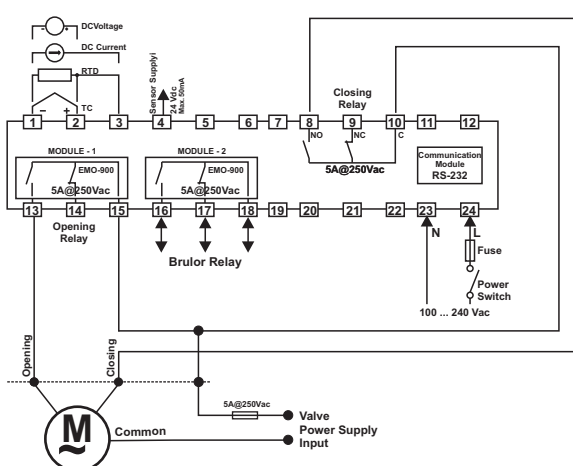 - + DCVoltage
DC Current
RTD
- + TC
Sensor Supplyi
24 Vdc
Max. 50mA
Closing
Relay
1 2 3 4 5 6 7 8 9 10 11 12
NO NC C
5A@250Vac
MODULE - 1
EMO-900
5A@250Vac
MODULE - 2
EMO-900
5A@250Vac
Communication
Module
RS-232
13 14 15 16 17 18 19 20 21 22 23 24
Opening
Relay
Brulor Relay
N L
Fuse
Power
Switch
100 ... 240 Vac
Opening
Closing
5A@250Vac
Valve
Power Supply
Input
M
~
Common